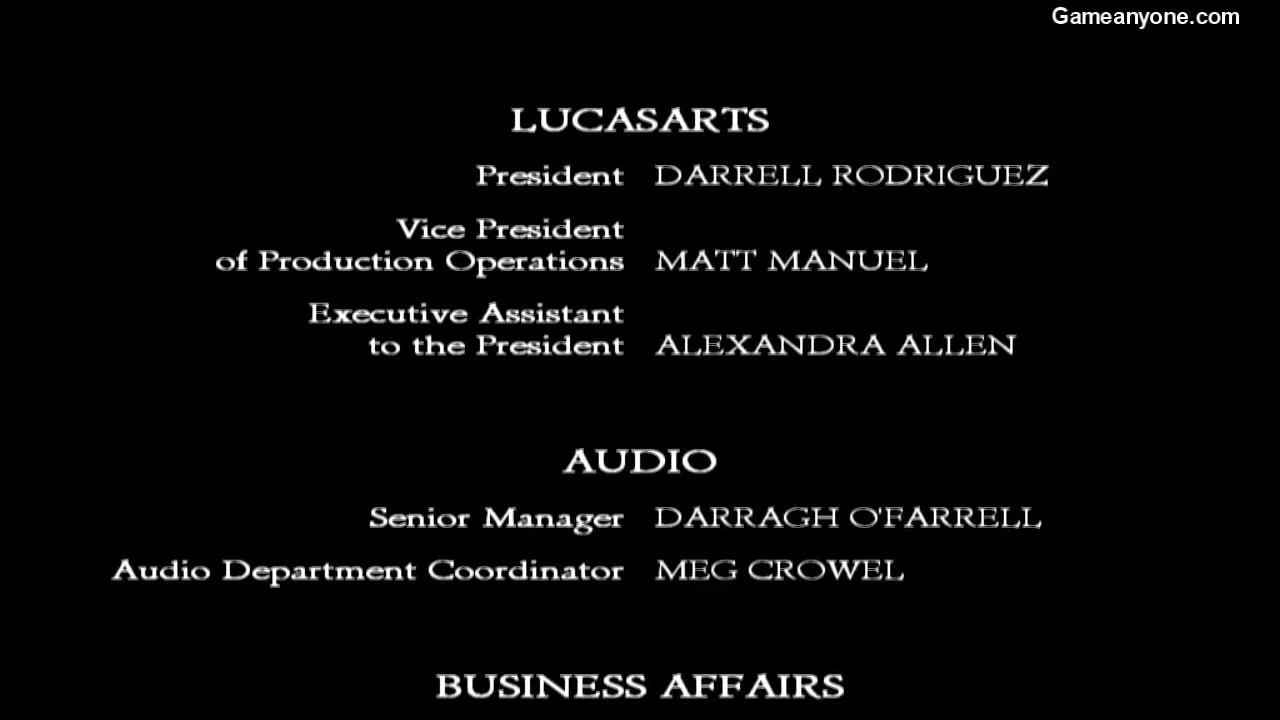 Gameanyone.com
LUCASARTS
President DARRELL RODRIGUEZ
Vice President
of Production Operations MATT MANUEL
Executive Assistant
to the President ALEXANDRA ALLEN
AUDIO
Senior Manager DARRAGH O'FARRELL
Audio Department Coordinator MEG CROWEL
BUSINESS AFFAIRS